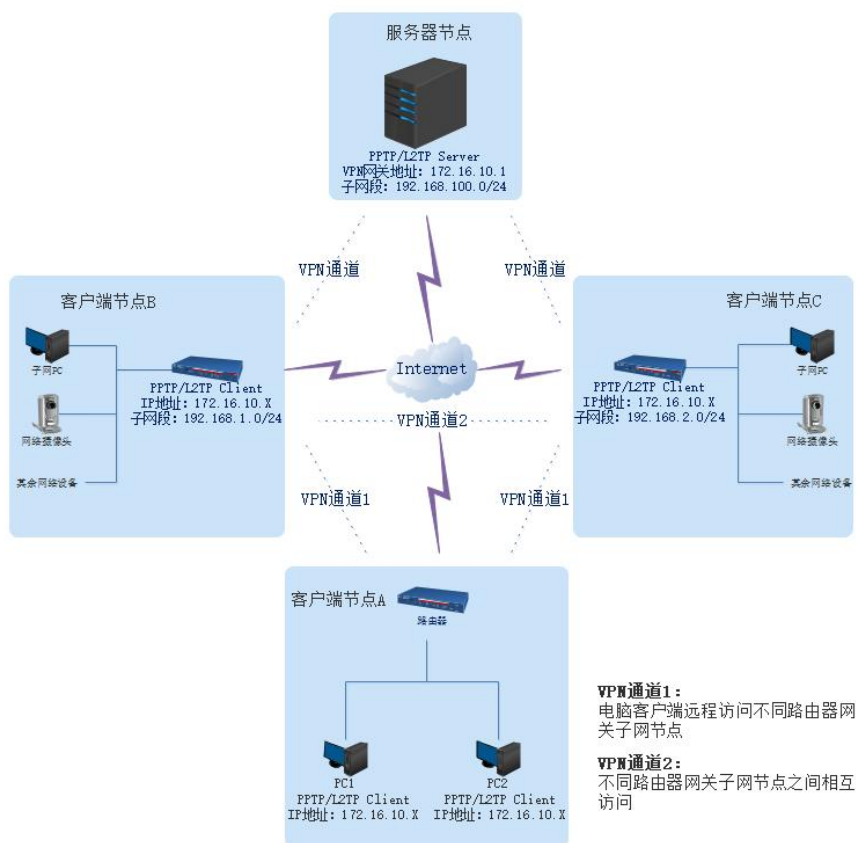 服务器节点
PPTP/L2TP Server
VPN网关地址: 172.16.10.1
子网段: 192.168.100.0/24
VPN通道
VPN通道
客户端节点B
子网PC
PPTP/L2TP Client
IP地址: 172.16.10.X
子网段: 192.168.1.0/24
网络摄像头
其余网络设备
Internet
客户端节点C
子网PC
PPTP/L2TP Client
IP地址: 172.16.10.X
子网段: 192.168.2.0/24
网络摄像头
其余网络设备
VPN通道2
VPN通道1
VPN通道1
客户端节点A
路由器
PC1
PPTP/L2TP Client
IP地址: 172.16.10.X
PC2
PPTP/L2TP Client
IP地址: 172.16.10.X
VPN通道1:
电脑客户端远程访问不同路由器网
关子网节点
VPN通道2:
不同路由器网关子网节点之间相互
访问